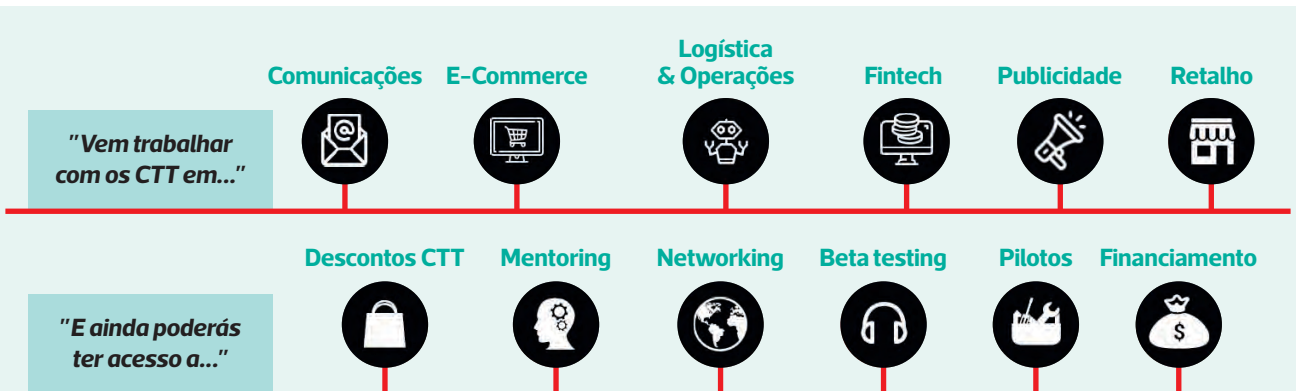 Comunicações
E-Commerce
Logística
& Operações
Fintech
Publicidade
Retalho
"Vem trabalhar
com os CTT em..."
Descontos CTT
Mentoring
Networking
Beta testing
Pilotos
Financiamento
"E ainda poderás
ter acesso a..."